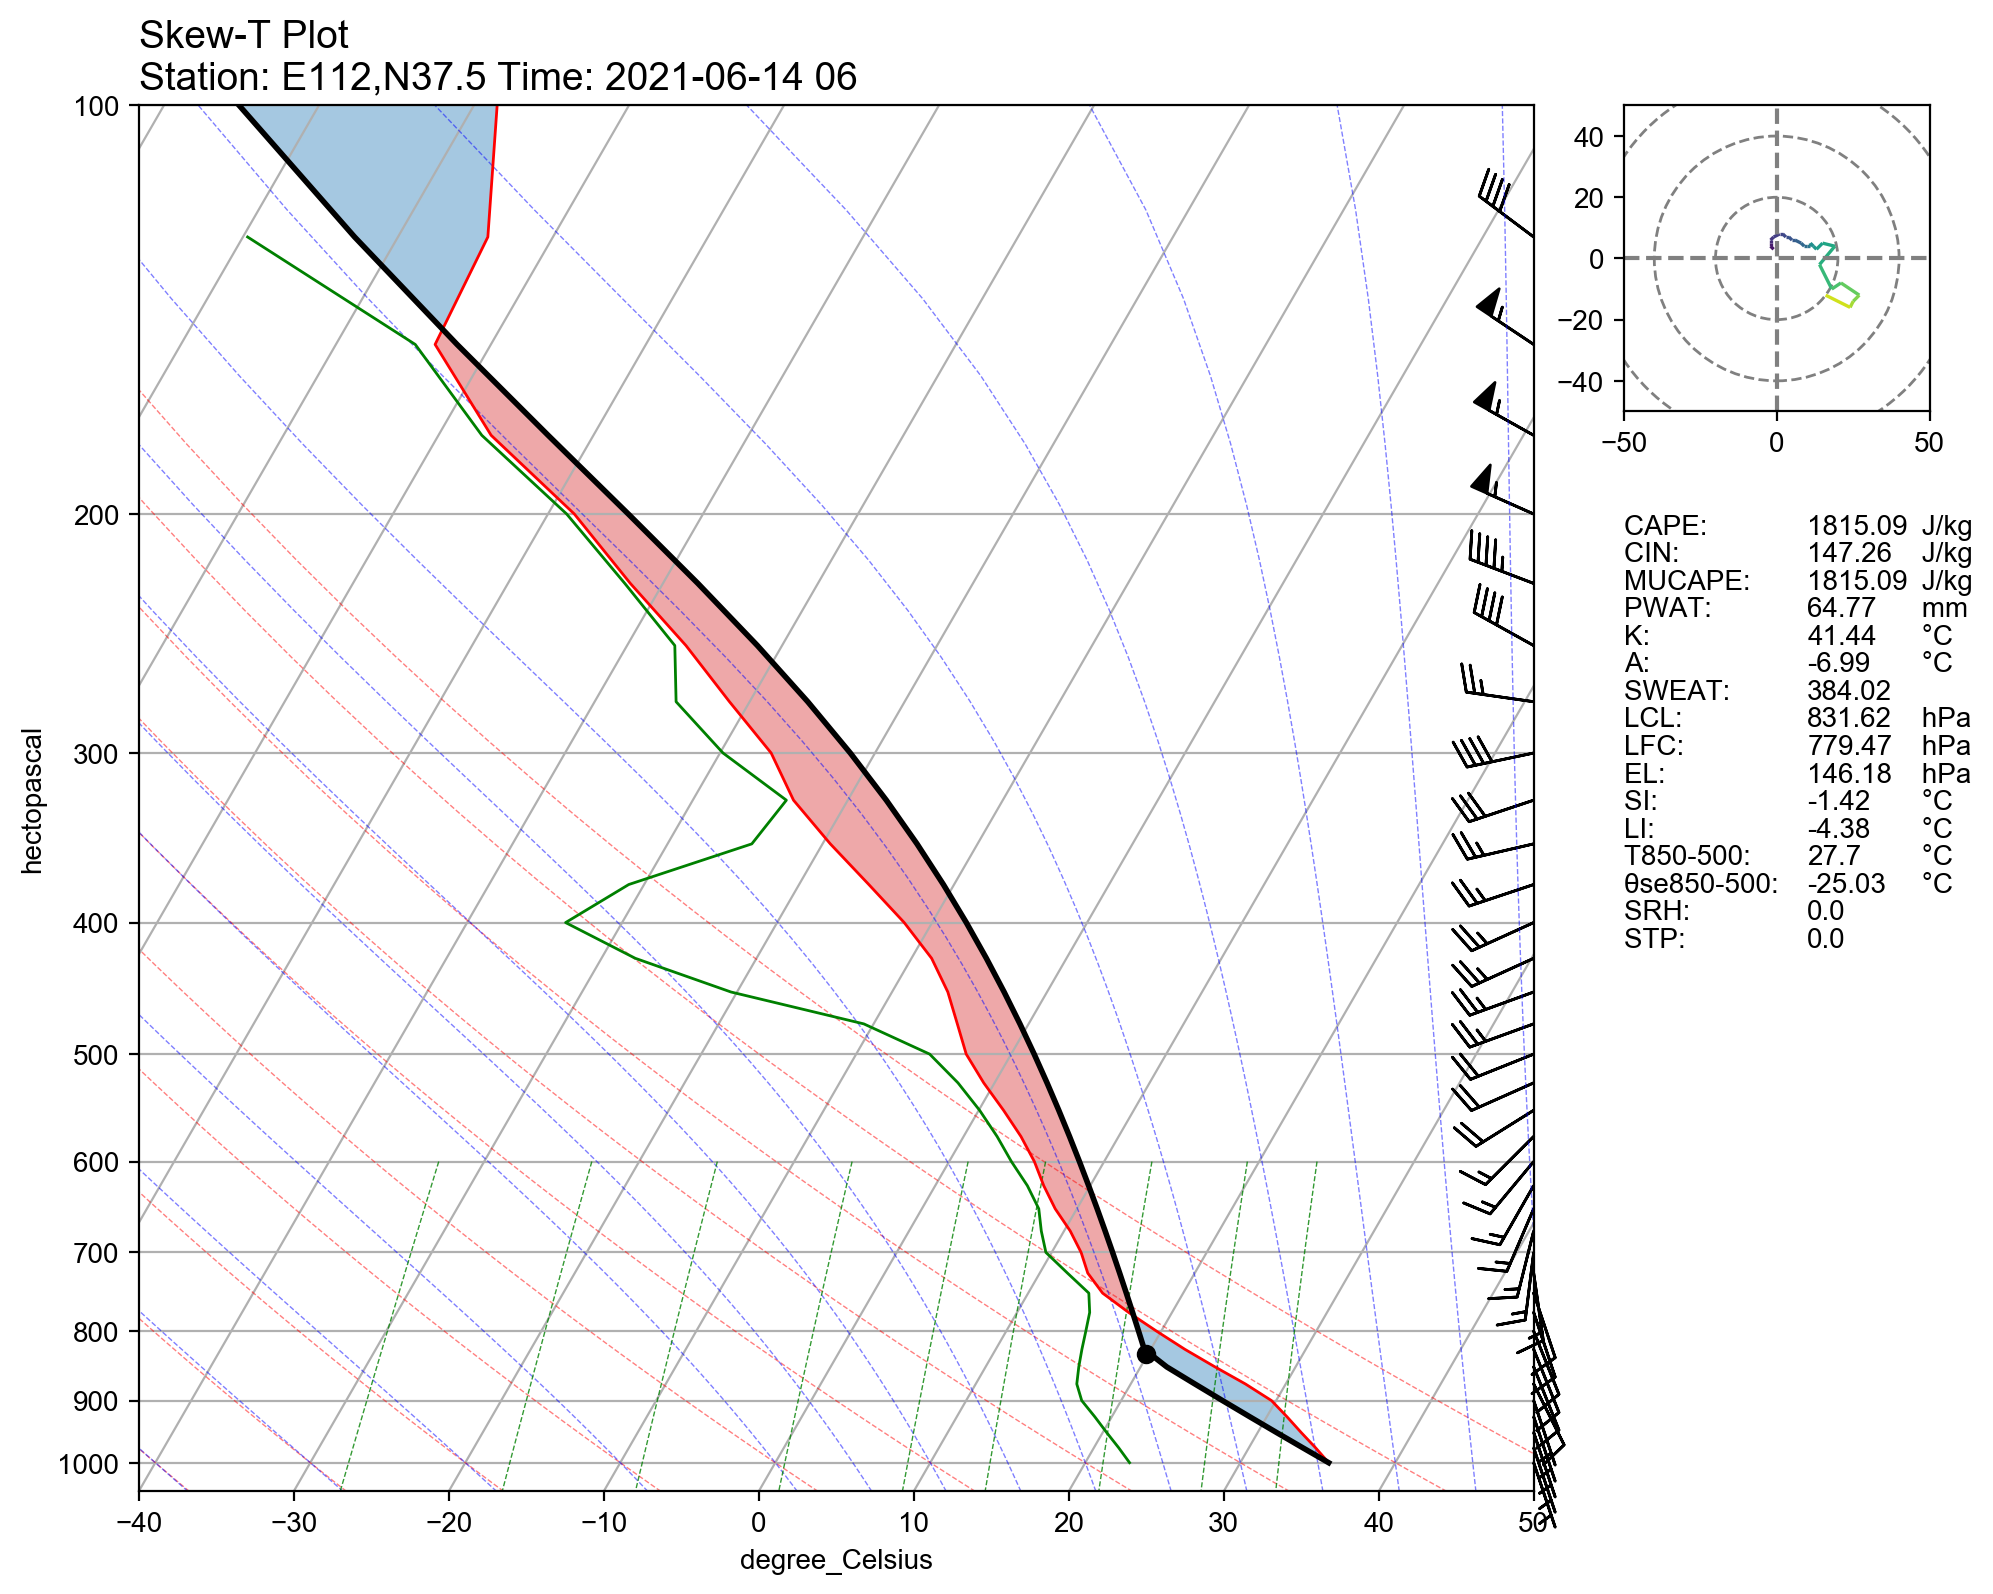 Skew-T Plot
Station: E112,N37.5 Time: 2021-06-14 06
100
200
300
400
500
600
700
800
900
1000
hectopascal
−40 −30 −20 −10 0 10 20 30 40 50
degree_Celsius
40
20
0
−20
−40
−50 0 50
CAPE: 1815.09 J/kg
CIN: 147.26 J/kg
MUCAPE: 1815.09 J/kg
PWAT: 64.77 mm
K: 41.44 °C
A: -6.99 °C
SWEAT: 384.02
LCL: 831.62 hPa
LFC: 779.47 hPa
EL: 146.18 hPa
SI: -1.42 °C
LI: -4.38 °C
T850-500: 27.7 °C
θse850-500: -25.03 °C
SRH: 0.0
STP: 0.0